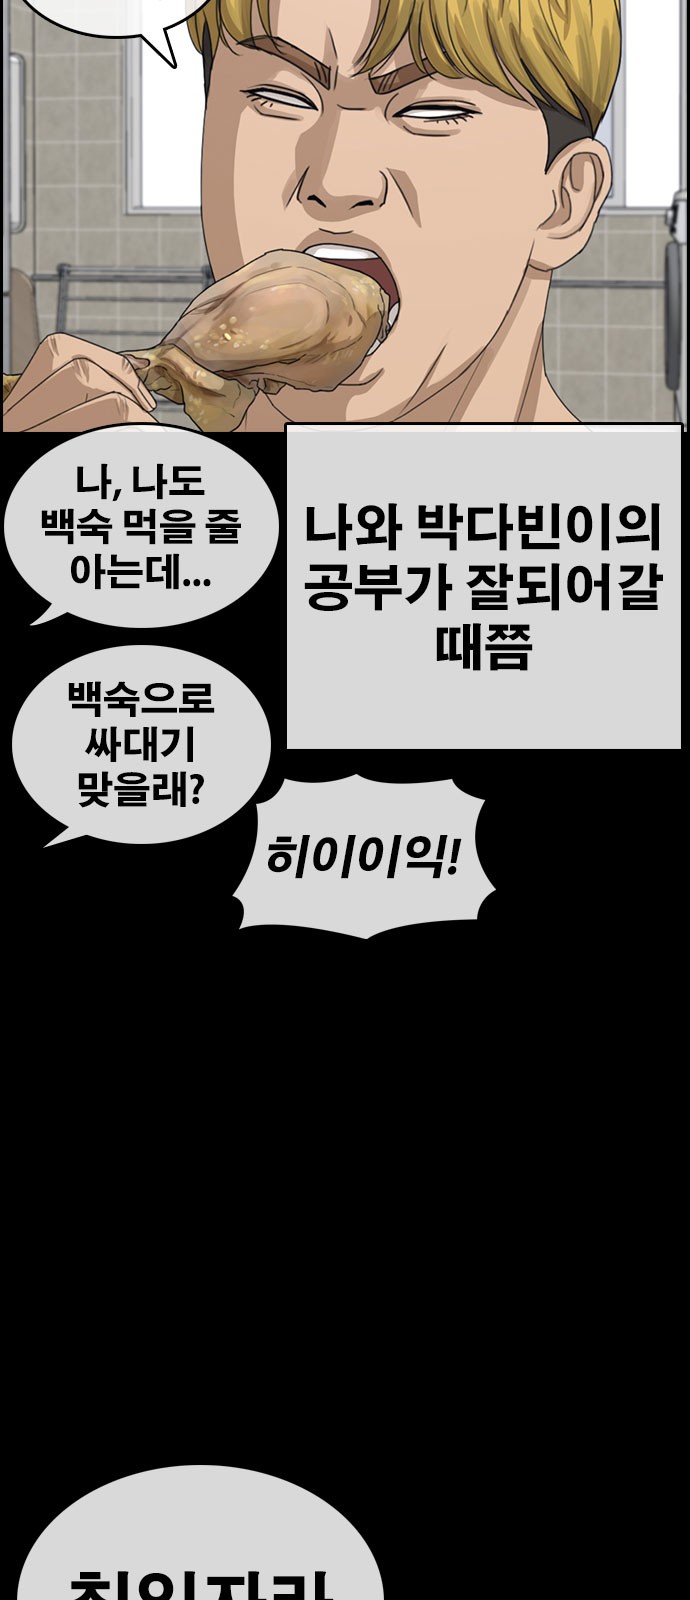 나, 나도
백숙 먹을 줄
아는데...
나와 박다빈이의
공부가 잘되어갈
때쯤
백숙으로
싸대기
맞을래?
히이이익!